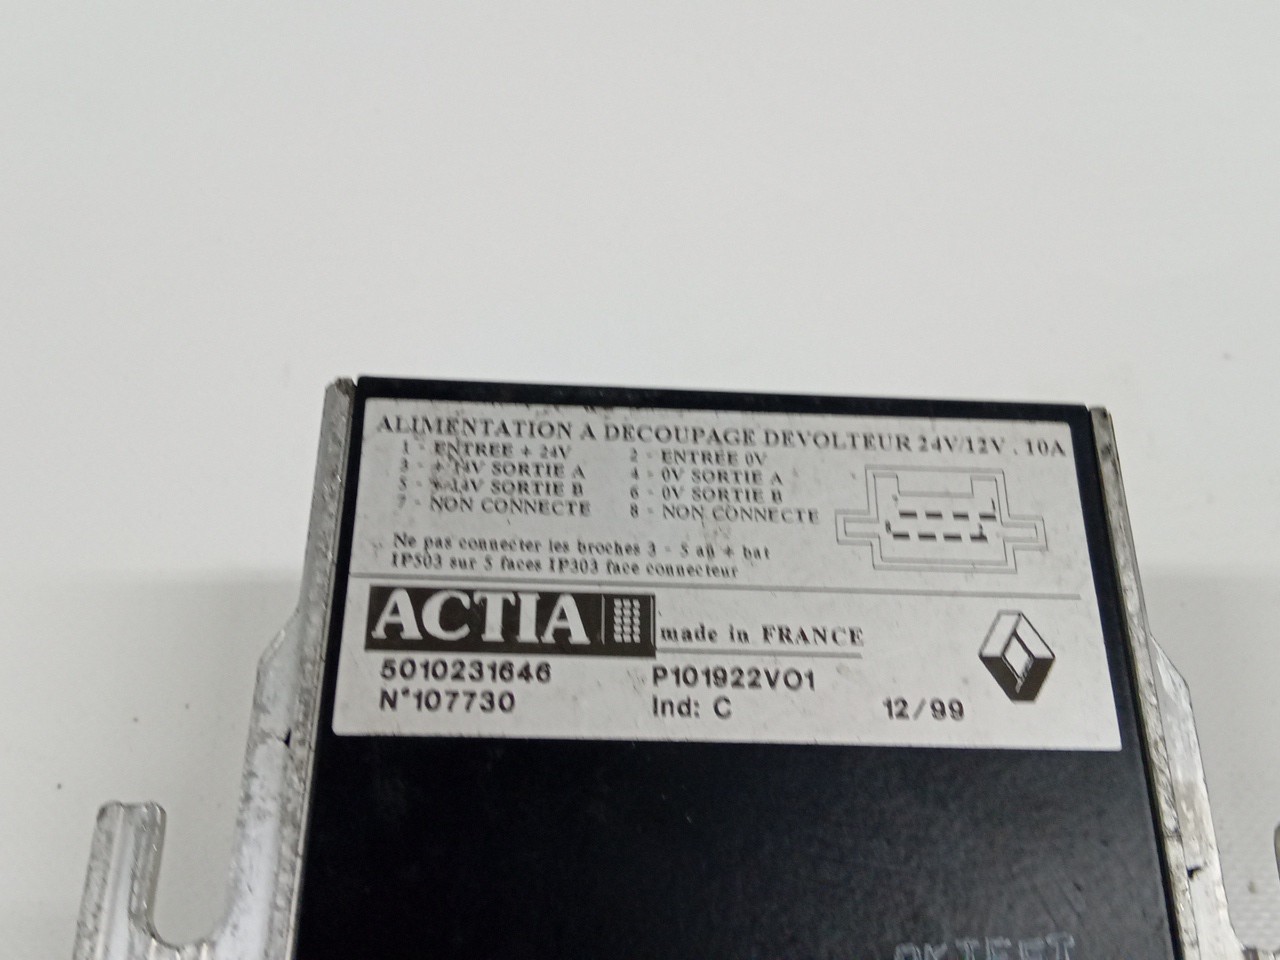 ALIMENTATION A DECOUPAGE DEVOLTEUR 24V/12V . 10A
1 - ENTREE + 24V 2 - ENTREE 0V
3 - + 14V SORTIE A 4 - 0V SORTIE A
5 - + 14V SORTIE B 6 - 0V SORTIE B
7 - NON CONNECTE 8 - NON CONNECTE
Ne pas connecter les broches 3 - 5 au + bat
IP503 sur 5 faces IP303 face connecteur
ACTIA made in FRANCE
5010231646 P101922V01
N°107730 Ind: C 12/99